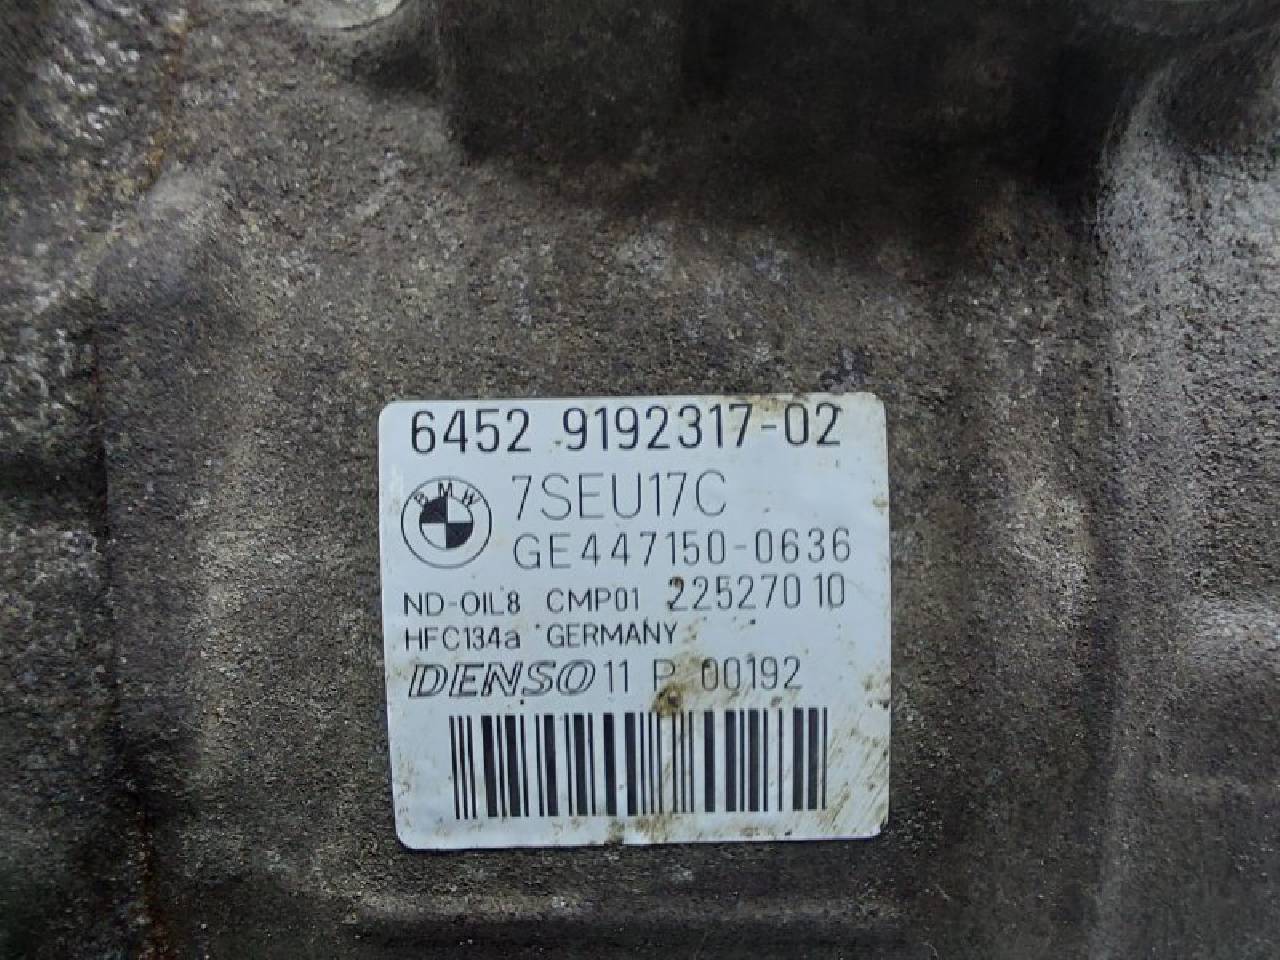 6452 9192317-02
BMW 7SEU17C
GE447150-0636
ND-OIL8 CMP01 22527010
HFC134a GERMANY
DENSO 11 P 00192